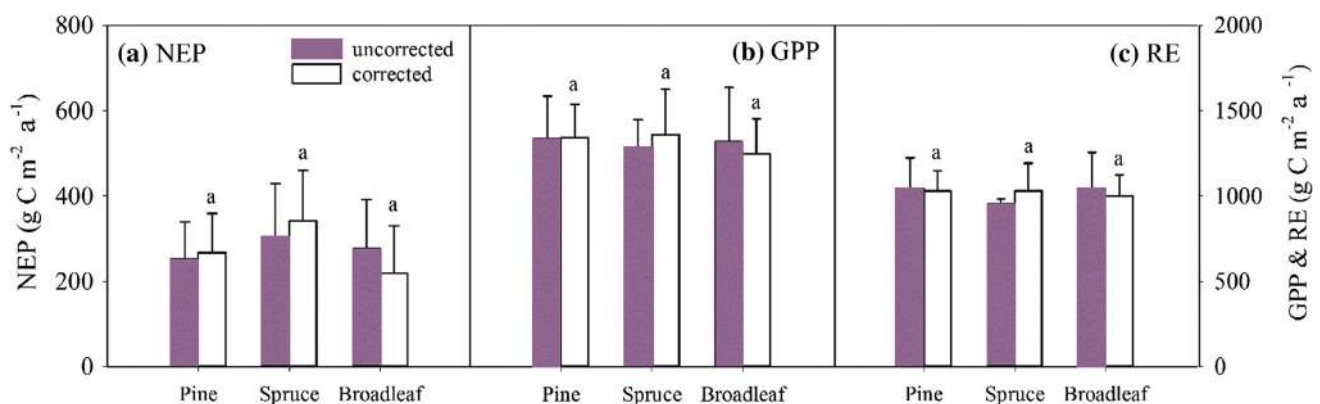 800
600
400
200
0
NEP (g C m⁻² a⁻¹)
(a) NEP
uncorrected
corrected
a
a
a
Pine
Spruce
Broadleaf
(b) GPP
a
a
a
Pine
Spruce
Broadleaf
(c) RE
a
a
a
Pine
Spruce
Broadleaf
2000
1500
1000
500
0
GPP & RE (g C m⁻² a⁻¹)